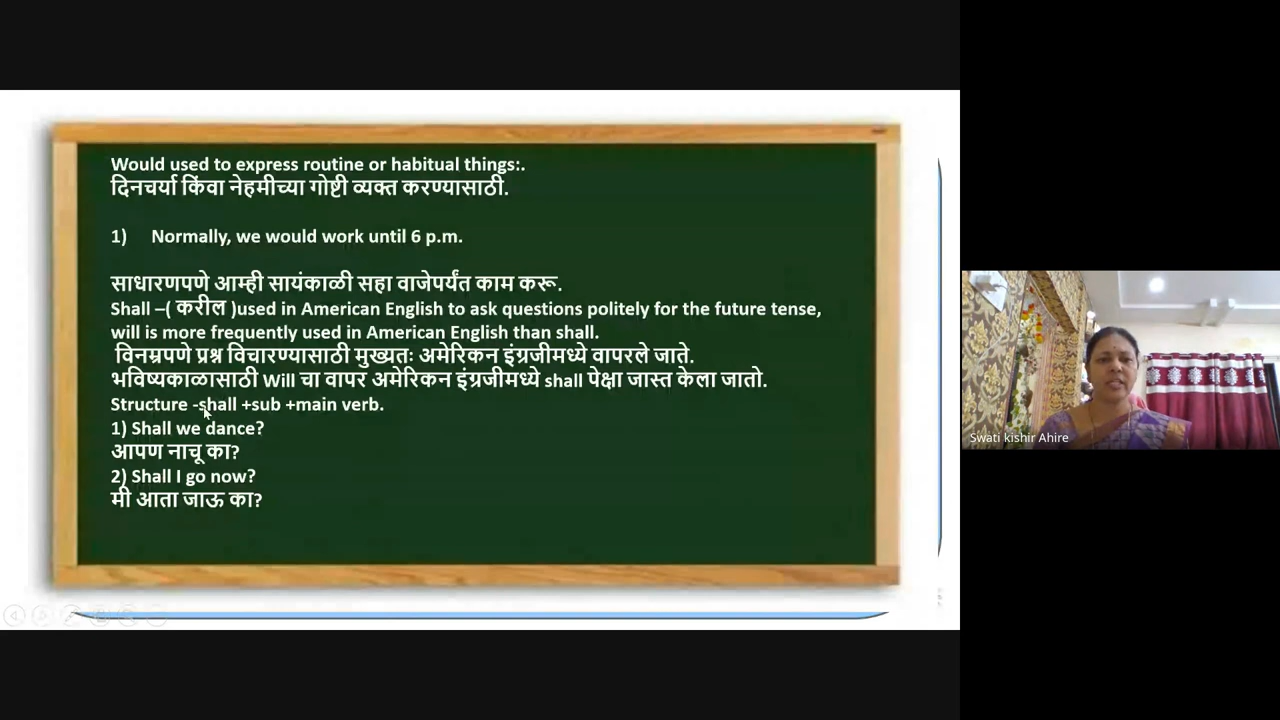 Would used to express routine or habitual things:.
दिनचर्या किंवा नेहमीच्या गोष्टी व्यक्त करण्यासाठी.
1) Normally, we would work until 6 p.m.
साधारणपणे आम्ही सायंकाळी सहा वाजेपर्यंत काम करू.
Shall –( करील )used in American English to ask questions politely for the future tense,
will is more frequently used in American English than shall.
विनम्रपणे प्रश्न विचारण्यासाठी मुख्यतः अमेरिकन इंग्रजीमध्ये वापरले जाते.
भविष्यकाळासाठी Will चा वापर अमेरिकन इंग्रजीमध्ये shall पेक्षा जास्त केला जातो.
Structure -shall +sub +main verb.
1) Shall we dance?
आपण नाचू का?
2) Shall I go now?
मी आता जाऊ का?
Swati kishir Ahire